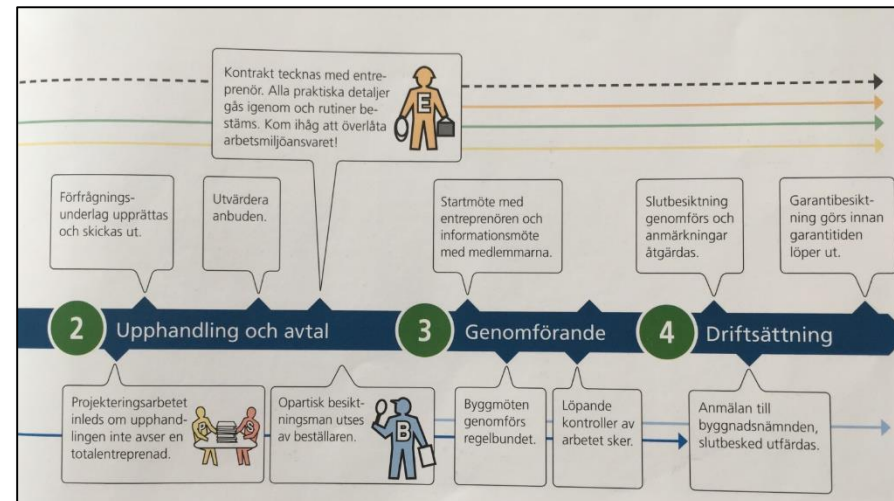 Kontrakt tecknas med entre-
prenör. Alla praktiska detaljer
gås igenom och rutiner be-
stäms. Kom ihåg att överlåta
arbetsmiljöansvaret!
E
Förfrågnings-
underlag upprättas
och skickas ut.
Utvärdera
anbuden.
Startmöte med
entreprenören och
informationsmöte
med medlemmarna.
Slutbesiktning
genomförs och
anmärkningar
åtgärdas.
Garantibesikt-
ning görs innan
garantitiden
löper ut.
2 Upphandling och avtal
3 Genomförande
4 Driftsättning
Projekteringsarbetet
inleds om upphand-
lingen inte avser en
totalentreprenad.
Opartisk besikt-
ningsman utses
av beställaren.
B
Byggmöten
genomförs
regelbundet.
Löpande
kontroller av
arbetet sker.
Anmälan till
byggnadsnämnden,
slutbesked utfärdas.